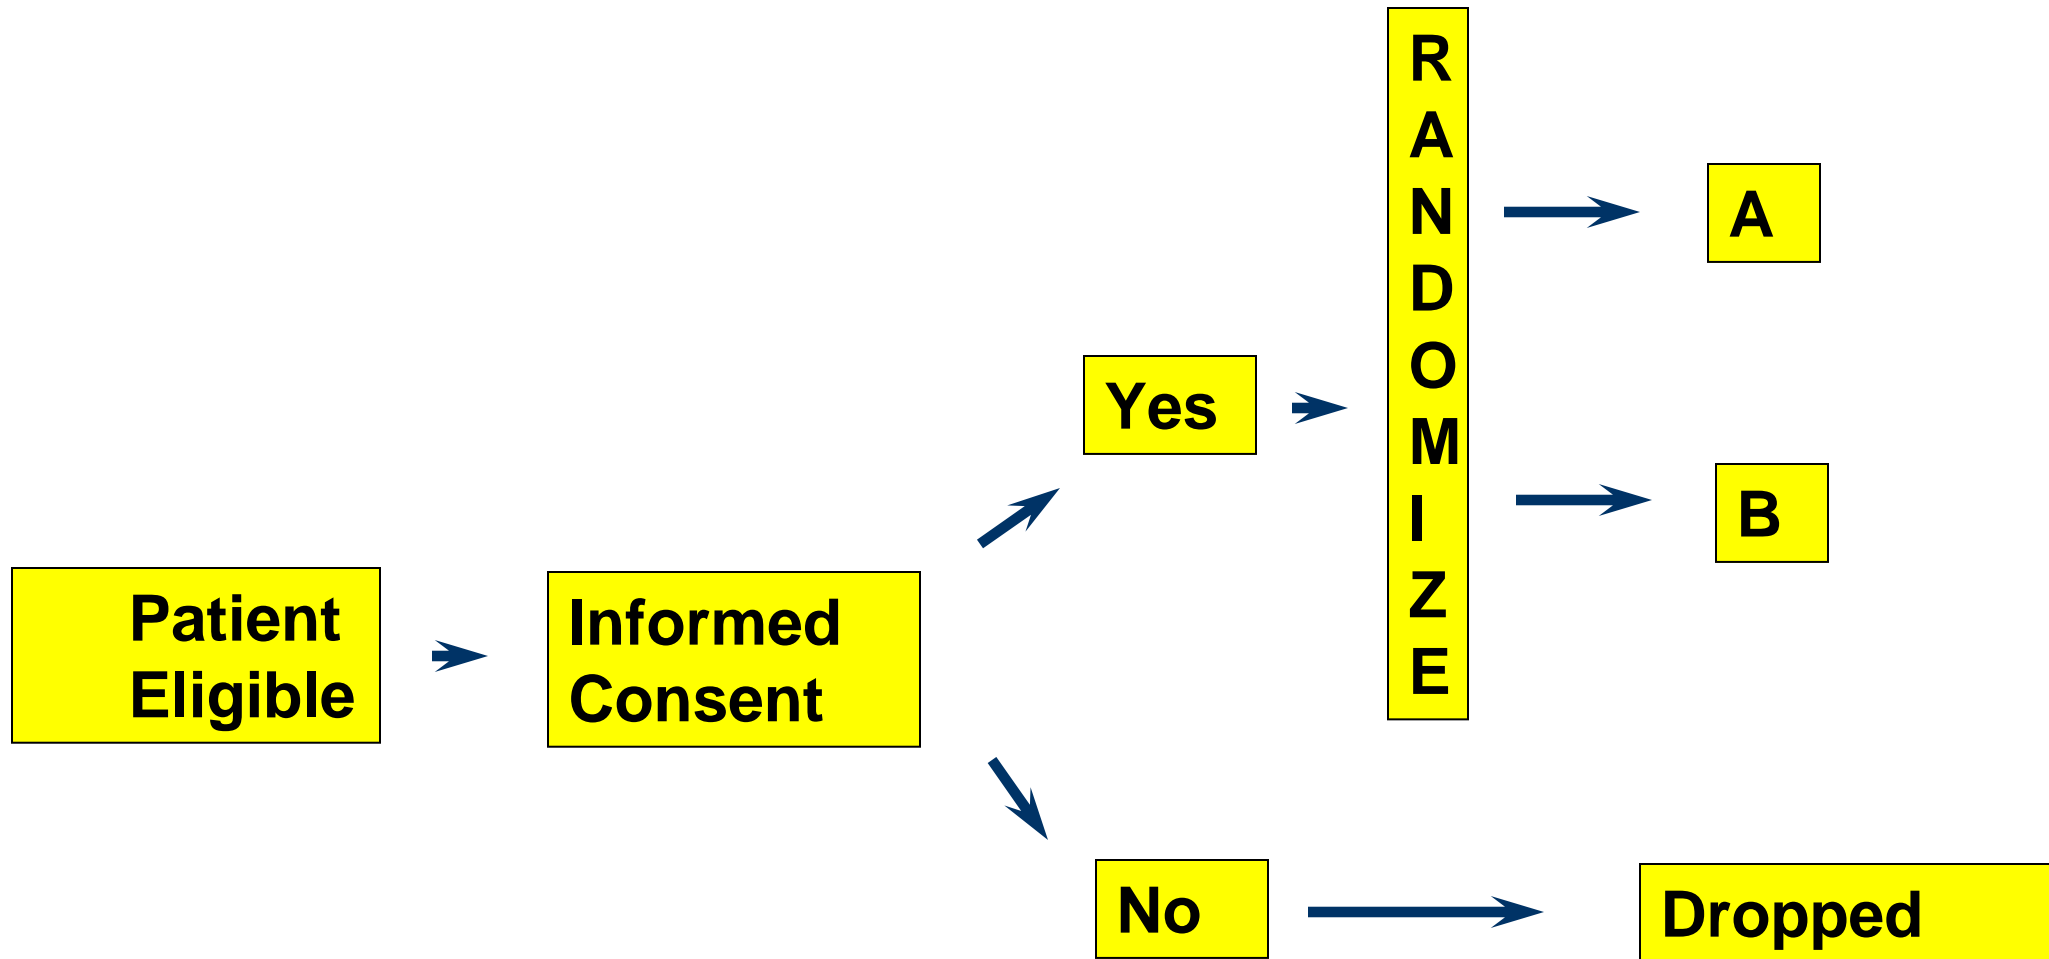 Patient
Eligible
Informed
Consent
Yes
R
A
N
D
O
M
I
Z
E
A
B
No
Dropped